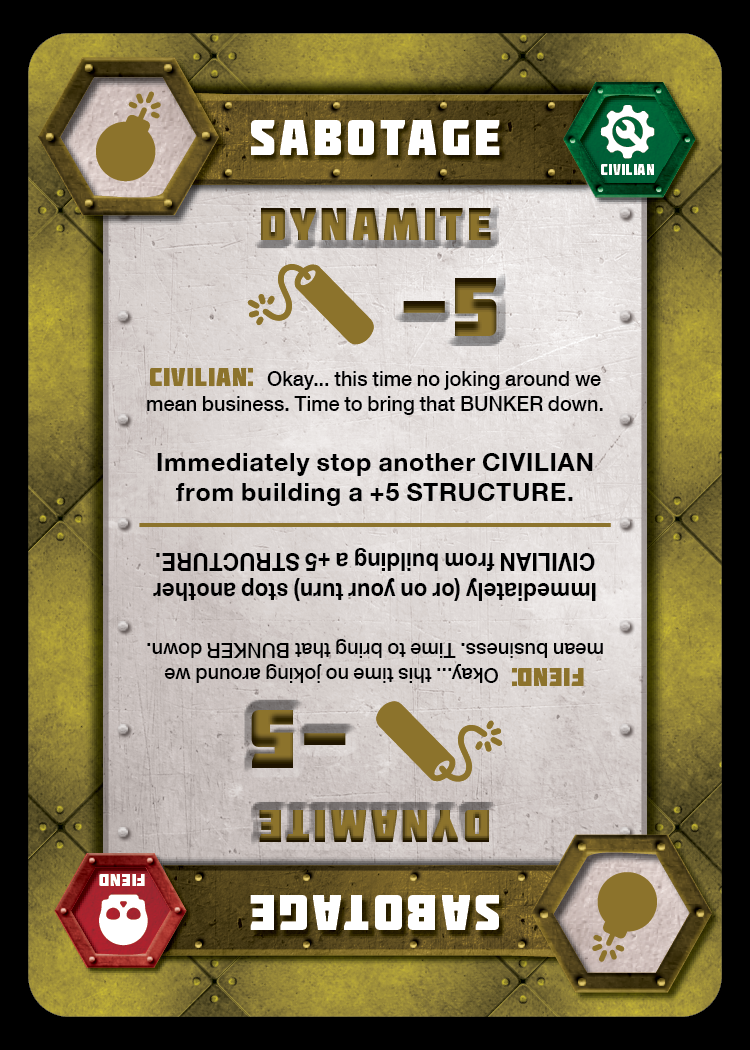 SABOTAGE
CIVILIAN
DYNAMITE
-5
CIVILIAN: Okay... this time no joking around we
mean business. Time to bring that BUNKER down.
Immediately stop another CIVILIAN
from building a +5 STRUCTURE.
SABOTAGE
FIEND
DYNAMITE
-5
FIEND: Okay... this time no joking around we
mean business. Time to bring that BUNKER down.
Immediately (or on your turn) stop another
CIVILIAN from building a +5 STRUCTURE.